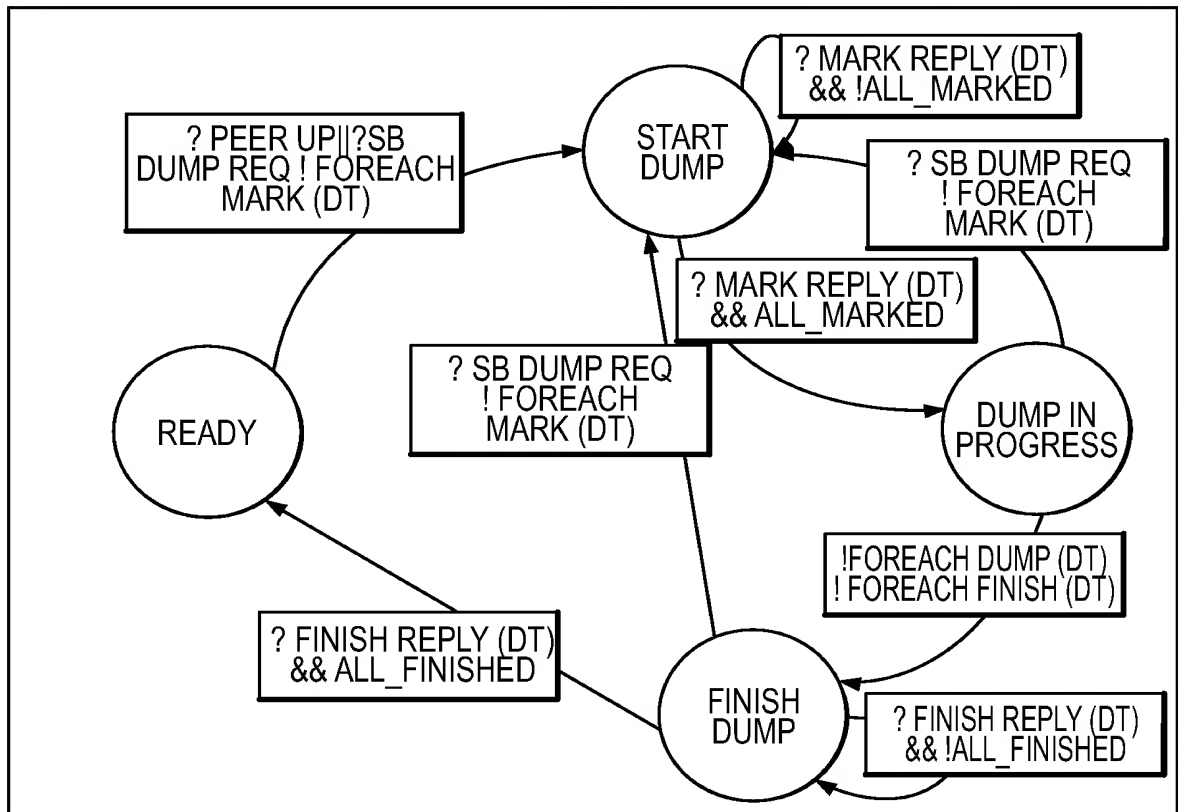 ? MARK REPLY (DT)
&& !ALL_MARKED
? PEER UP||?SB
DUMP REQ ! FOREACH
MARK (DT)
START
DUMP
? SB DUMP REQ
! FOREACH
MARK (DT)
? MARK REPLY (DT)
&& ALL_MARKED
? SB DUMP REQ
! FOREACH
MARK (DT)
READY
DUMP IN
PROGRESS
!FOREACH DUMP (DT)
! FOREACH FINISH (DT)
? FINISH REPLY (DT)
&& ALL_FINISHED
FINISH
DUMP
? FINISH REPLY (DT)
&& !ALL_FINISHED